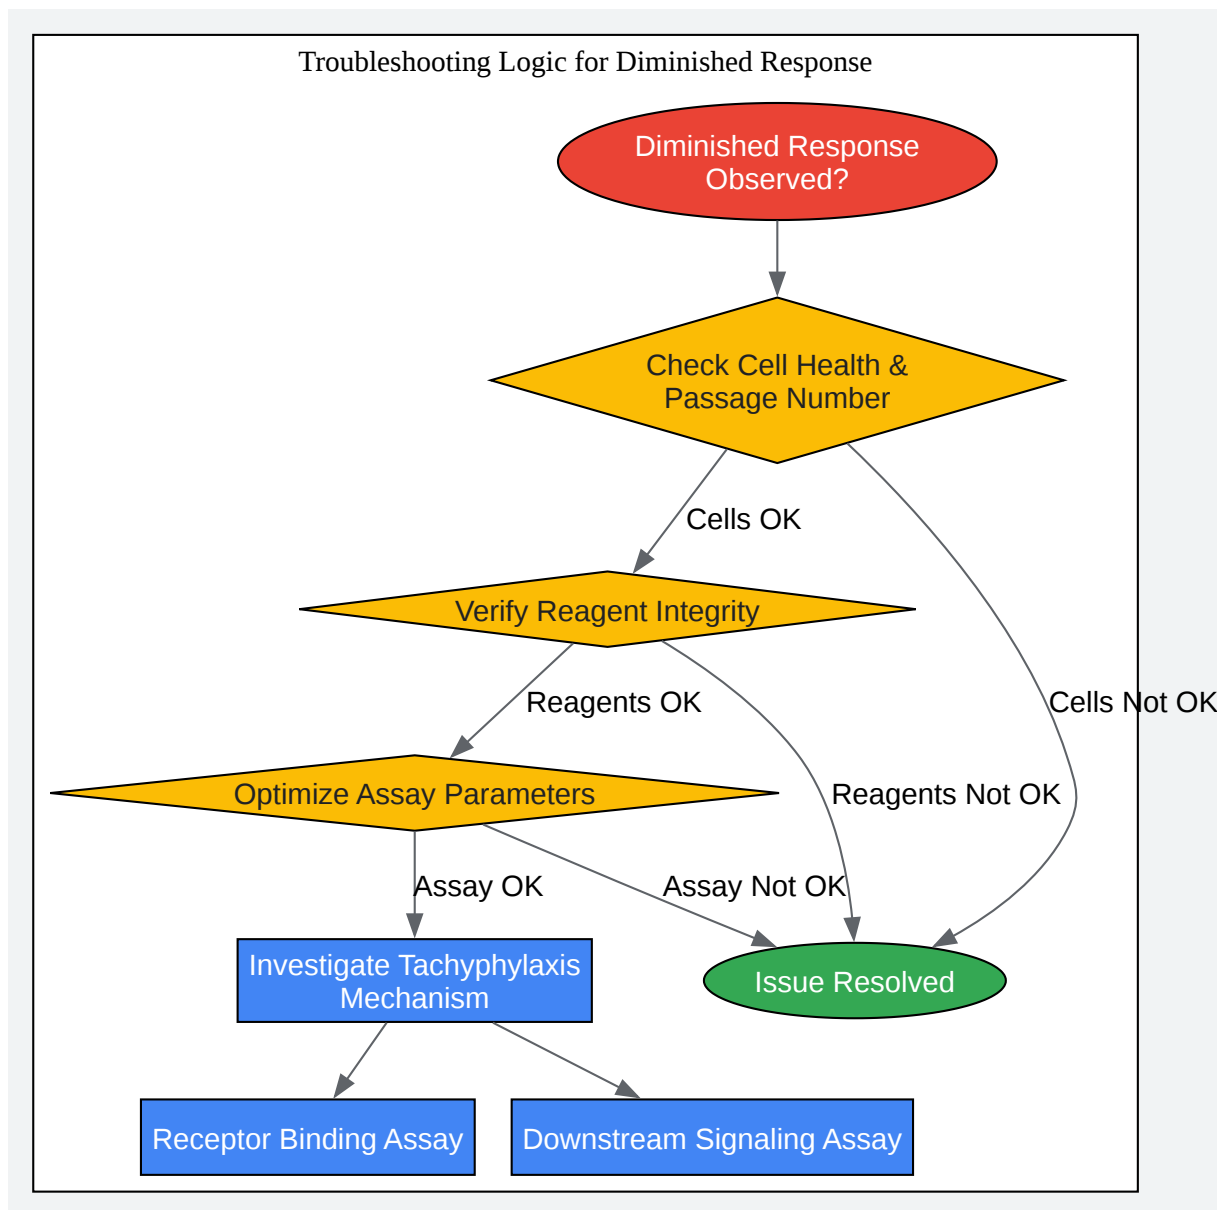 Troubleshooting Logic for Diminished Response
Diminished Response
Observed?
Check Cell Health &
Passage Number
Cells OK
Verify Reagent Integrity
Reagents OK
Cells Not OK
Optimize Assay Parameters
Reagents Not OK
Assay OK
Assay Not OK
Investigate Tachyphylaxis
Mechanism
Issue Resolved
Receptor Binding Assay
Downstream Signaling Assay